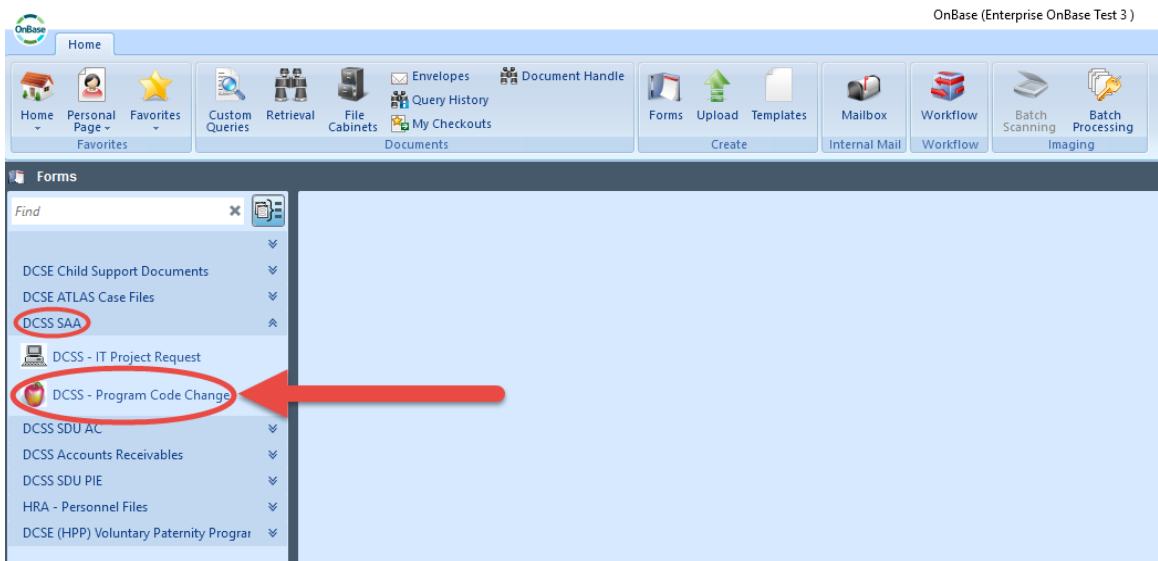 OnBase (Enterprise OnBase Test 3 )
OnBase
Home
Home
Personal Page
Favorites
Favorites
Custom Queries
Retrieval
File Cabinets
Envelopes
Query History
My Checkouts
Document Handle
Documents
Forms
Upload
Templates
Create
Mailbox
Internal Mail
Workflow
Workflow
Batch Scanning
Batch Processing
Imaging
Forms
Find
DCSE Child Support Documents
DCSE ATLAS Case Files
DCSS SAA
DCSS - IT Project Request
DCSS - Program Code Change
DCSS SDU AC
DCSS Accounts Receivables
DCSS SDU PIE
HRA - Personnel Files
DCSE (HPP) Voluntary Paternity Prograr